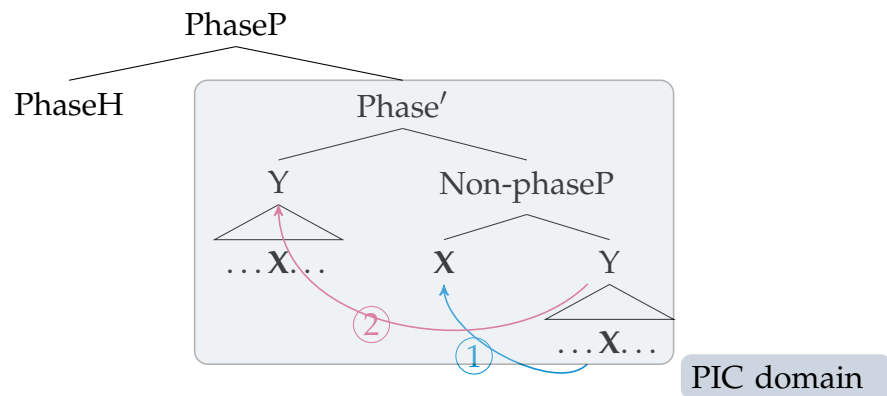 PhaseP
PhaseH
Phase′
Y Non-phaseP
…X… X Y
② 
① …X…
PIC domain